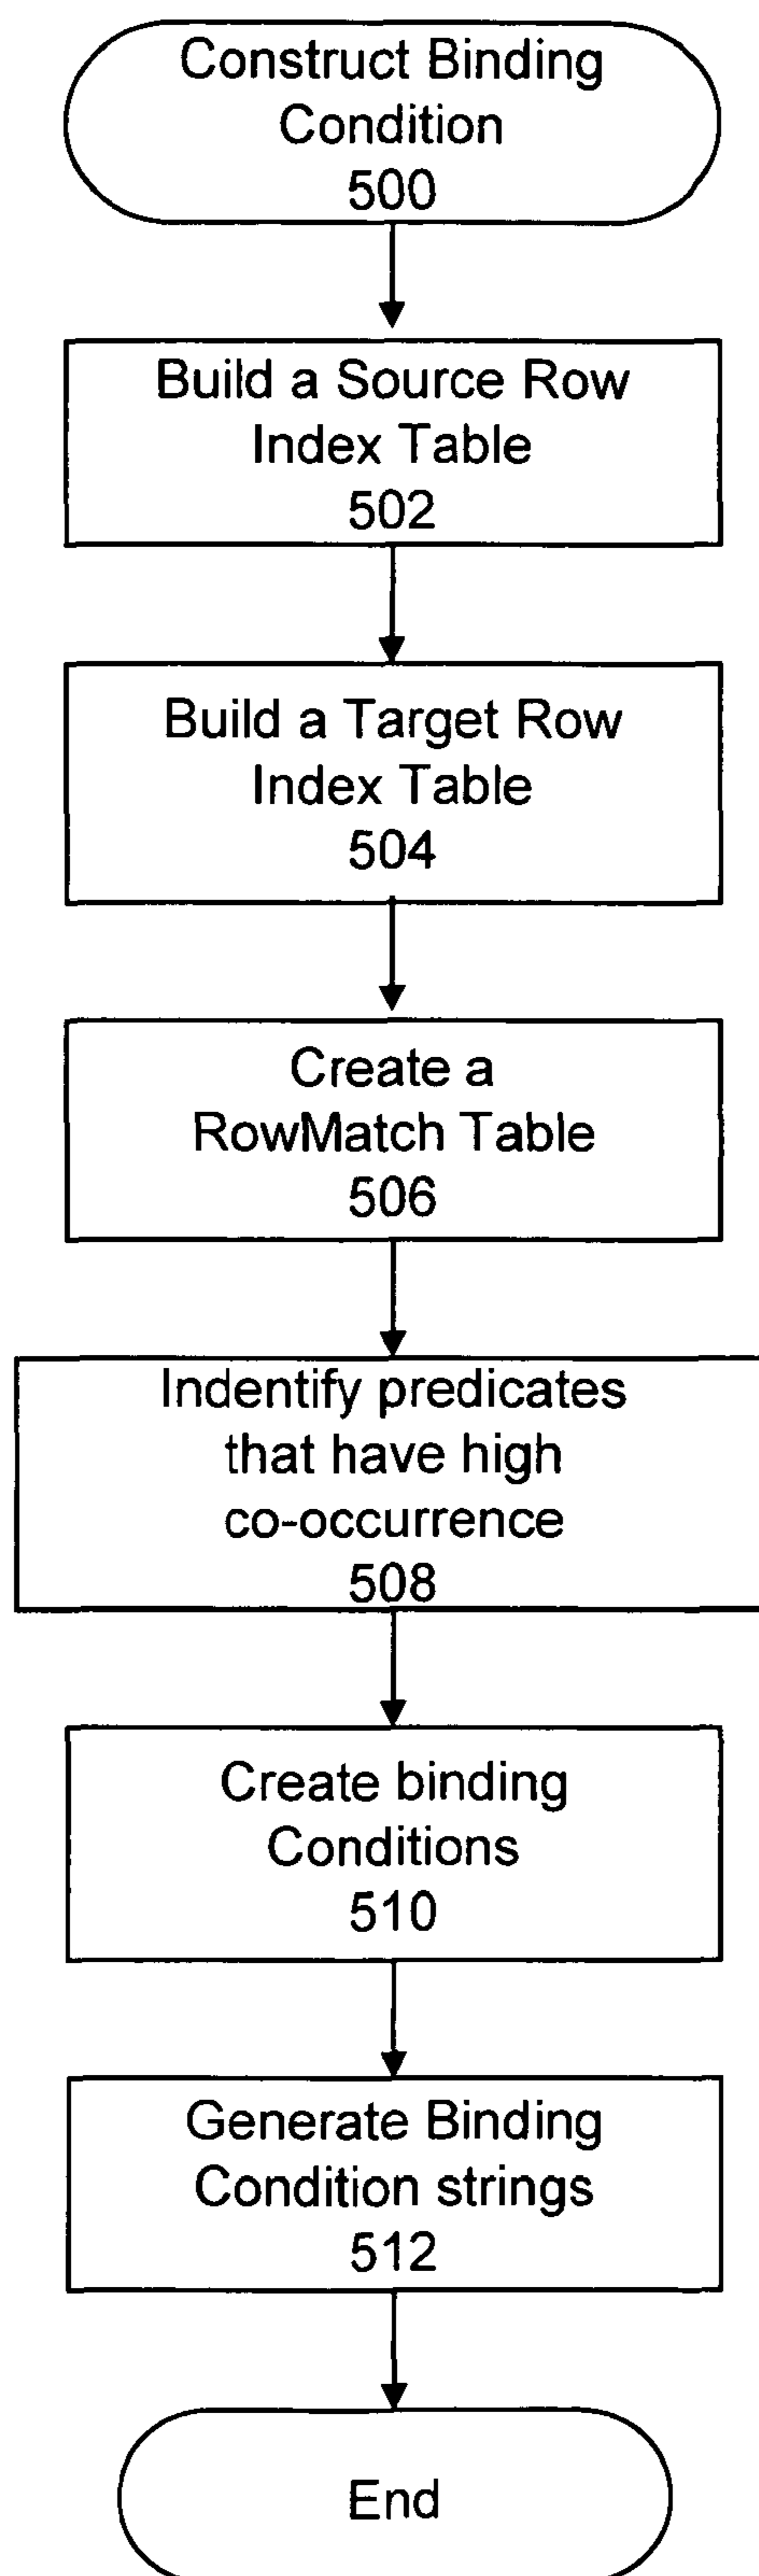 Construct Binding
Condition
500
Build a Source Row
Index Table
502
Build a Target Row
Index Table
504
Create a
RowMatch Table
506
Indentify predicates
that have high
co-occurrence
508
Create binding
Conditions
510
Generate Binding
Condition strings
512
End